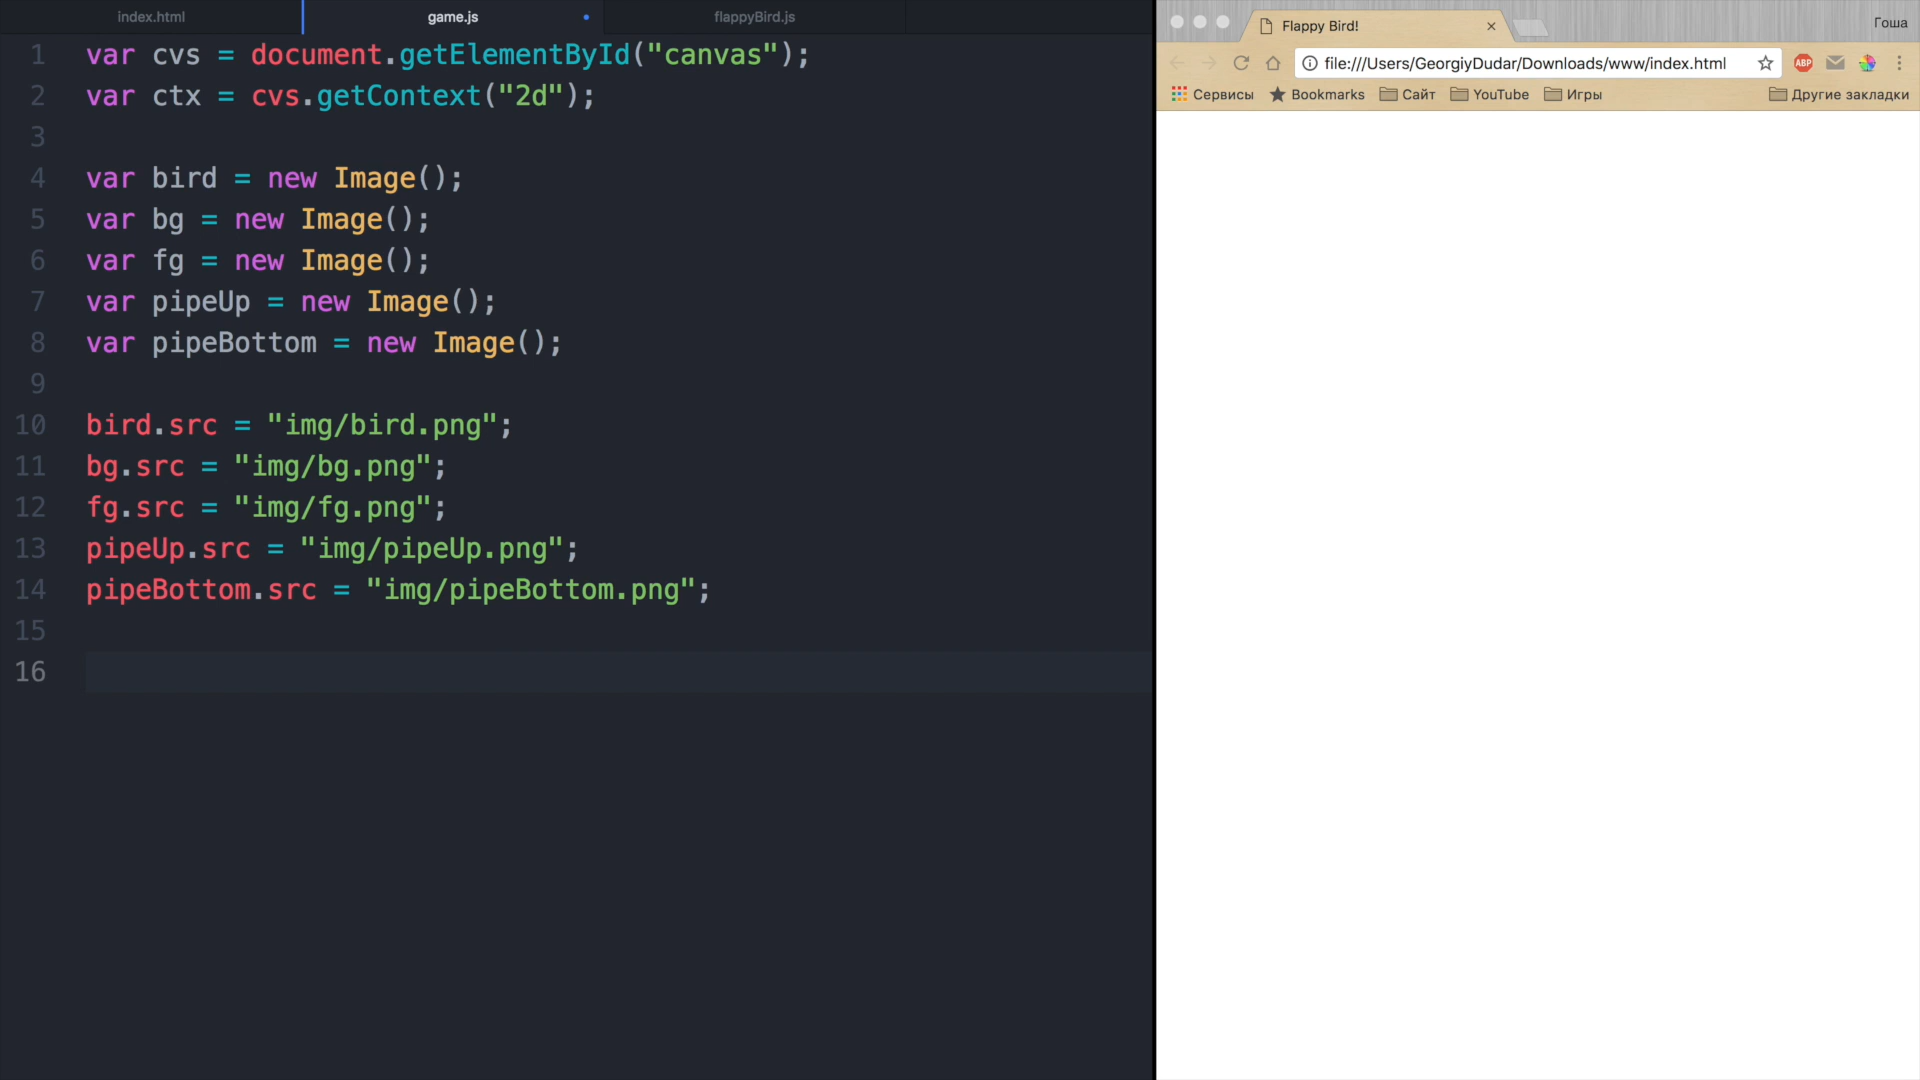 index.html
game.js
flappyBird.js
1 var cvs = document.getElementById("canvas");
2 var ctx = cvs.getContext("2d");
3
4 var bird = new Image();
5 var bg = new Image();
6 var fg = new Image();
7 var pipeUp = new Image();
8 var pipeBottom = new Image();
9
10 bird.src = "img/bird.png";
11 bg.src = "img/bg.png";
12 fg.src = "img/fg.png";
13 pipeUp.src = "img/pipeUp.png";
14 pipeBottom.src = "img/pipeBottom.png";
15
16
Flappy Bird!
Гоша
file:///Users/GeorgiyDudar/Downloads/www/index.html
ABP
Сервисы Bookmarks Сайт YouTube Игры Другие закладки